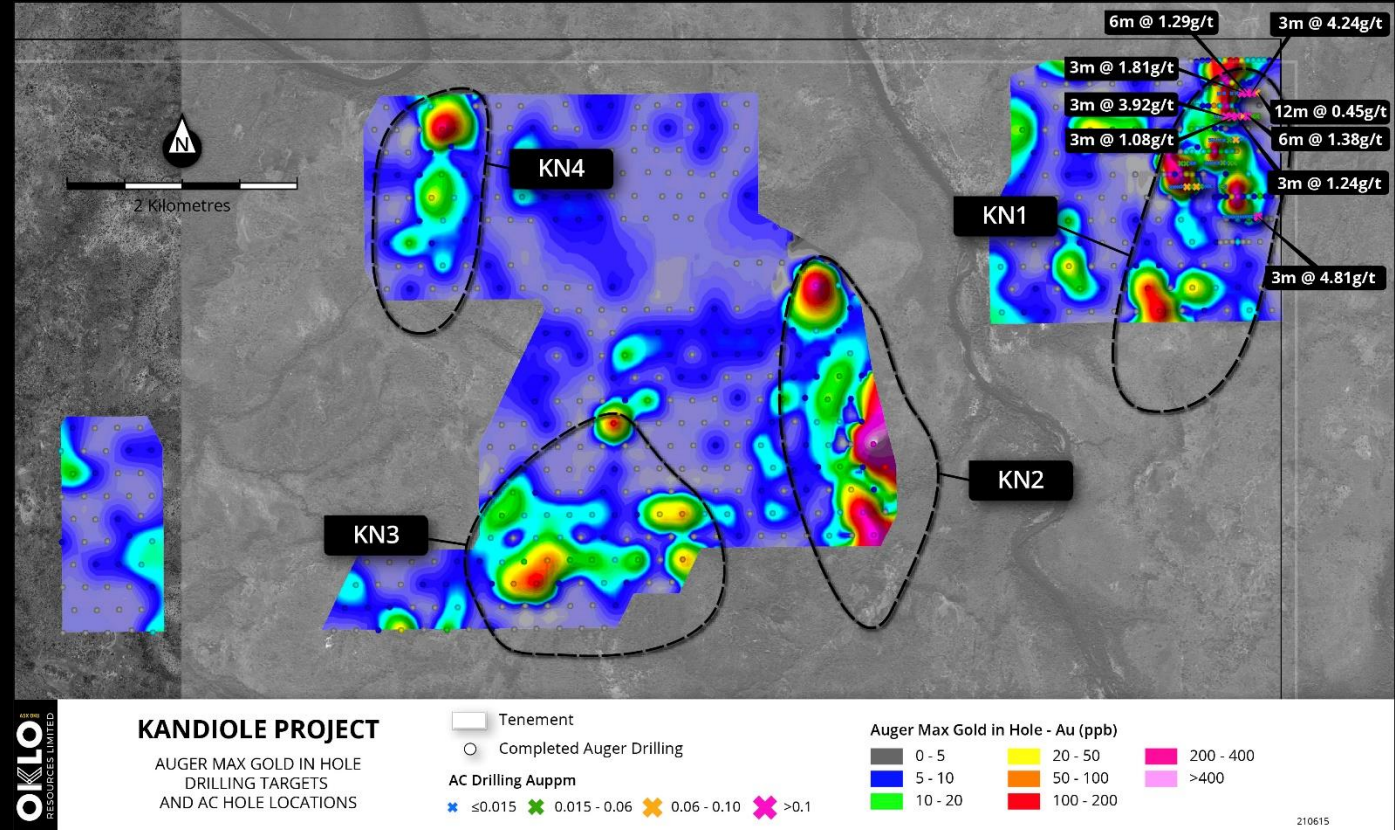 6m @ 1.29g/t
3m @ 4.24g/t
3m @ 1.81g/t
3m @ 3.92g/t
12m @ 0.45g/t
3m @ 1.08g/t
6m @ 1.38g/t
3m @ 1.24g/t
3m @ 4.81g/t
N
2 Kilometres
KN4
KN1
KN2
KN3
OKLO
RESOURCES LIMITED
KANDIOLE PROJECT
AUGER MAX GOLD IN HOLE
DRILLING TARGETS
AND AC HOLE LOCATIONS
Tenement
Completed Auger Drilling
AC Drilling Auppm
≤0.015
0.015 - 0.06
0.06 - 0.10
>0.1
Auger Max Gold in Hole - Au (ppb)
0 - 5
5 - 10
10 - 20
20 - 50
50 - 100
100 - 200
200 - 400
>400
210615